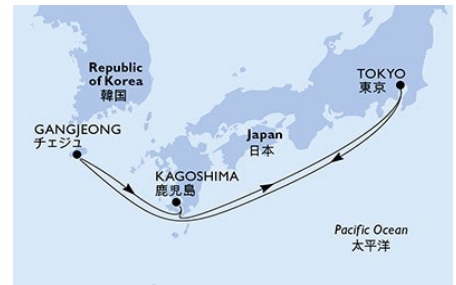 TOKYO
東京
Republic
of Korea
韓国
GANGJEONG
チェジュ
Japan
日本
KAGOSHIMA
鹿児島
Pacific Ocean
太平洋